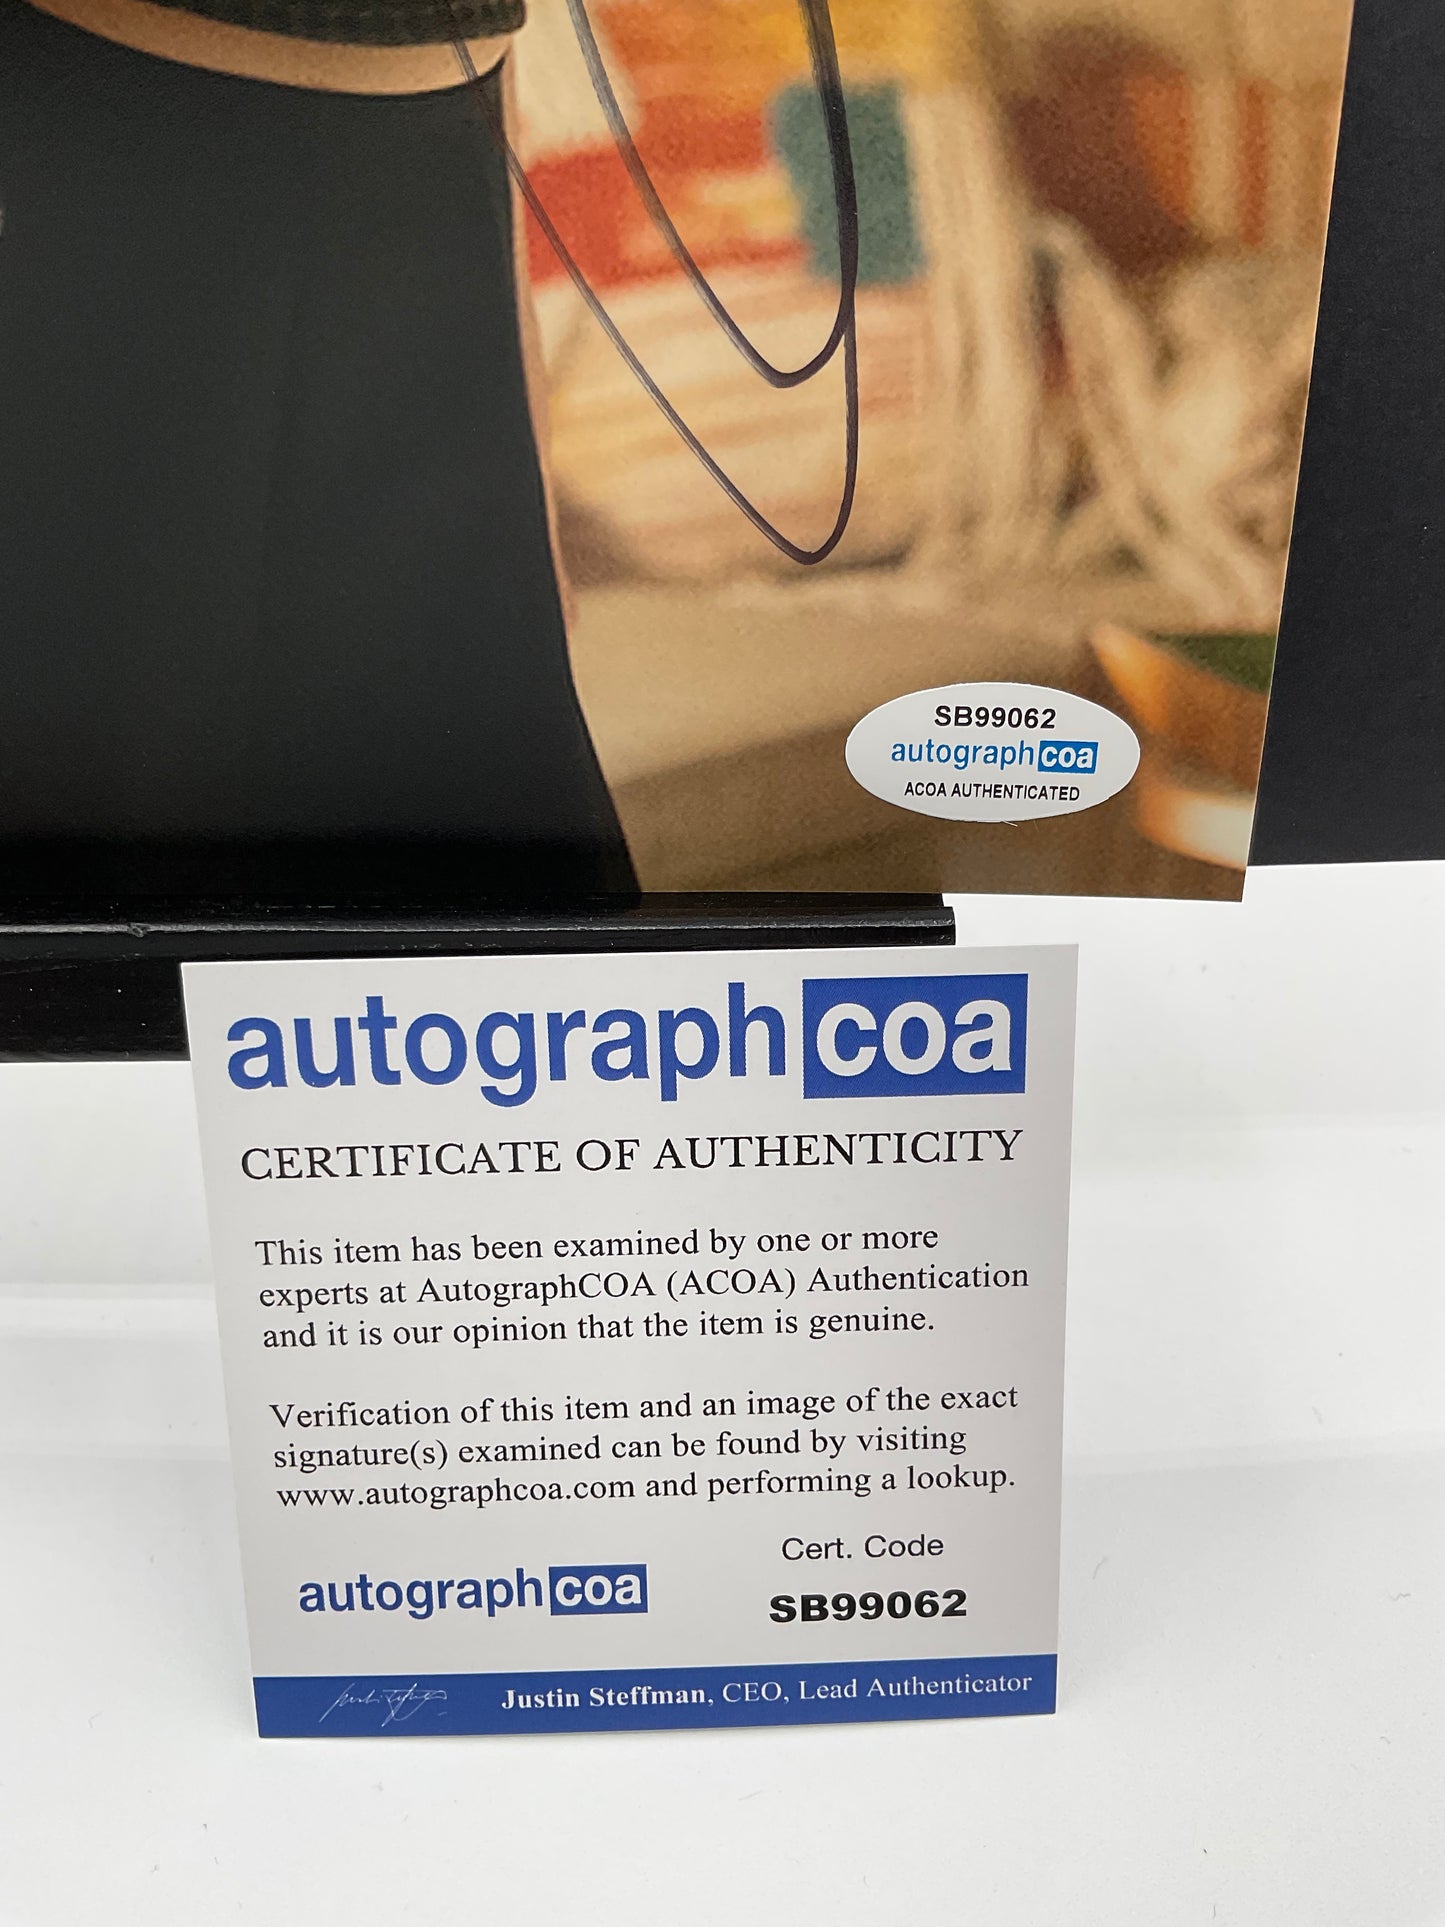 SB99062
autographcoa
ACOA AUTHENTICATED
autographcoa
CERTIFICATE OF AUTHENTICITY
This item has been examined by one or more
experts at AutographCOA (ACOA) Authentication
and it is our opinion that the item is genuine.
Verification of this item and an image of the exact
signature(s) examined can be found by visiting
www.autographcoa.com and performing a lookup.
Cert. Code
autographcoa
SB99062
Justin Steffman, CEO, Lead Authenticator